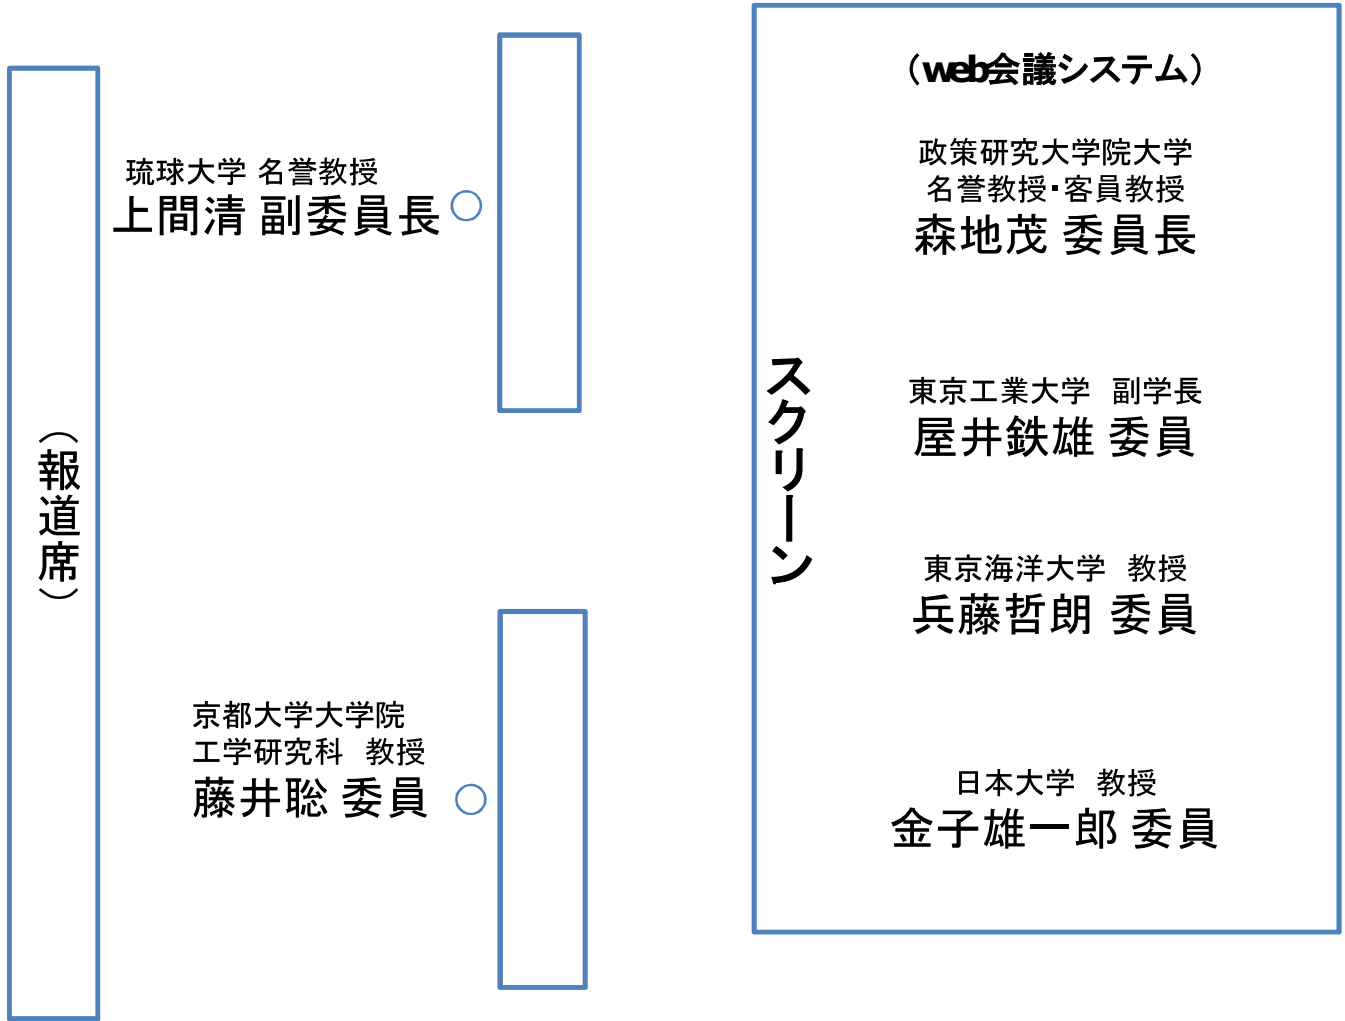 (報道席)
琉球大学 名誉教授
上間清 副委員長
京都大学大学院
工学研究科　教授
藤井聡 委員
スクリーン
（web会議システム）
政策研究大学院大学
名誉教授・客員教授
森地茂 委員長
東京工業大学　副学長
屋井鉄雄 委員
東京海洋大学　教授
兵藤哲朗 委員
日本大学　教授
金子雄一郎 委員